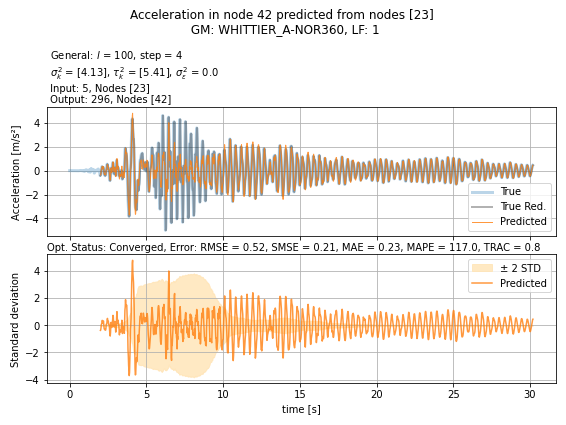 Acceleration in node 42 predicted from nodes [23]
GM: WHITTIER_A-NOR360, LF: 1
General: l = 100, step = 4
σ²ₖ = [4.13], τ²ₖ = [5.41], σ²ε = 0.0
Input: 5, Nodes [23]
Output: 296, Nodes [42]
Acceleration [m/s²]
4
2
0
−2
−4
True
True Red.
Predicted
Opt. Status: Converged, Error: RMSE = 0.52, SMSE = 0.21, MAE = 0.23, MAPE = 117.0, TRAC = 0.8
Standard deviation
4
2
0
−2
−4
± 2 STD
Predicted
0 5 10 15 20 25 30
time [s]